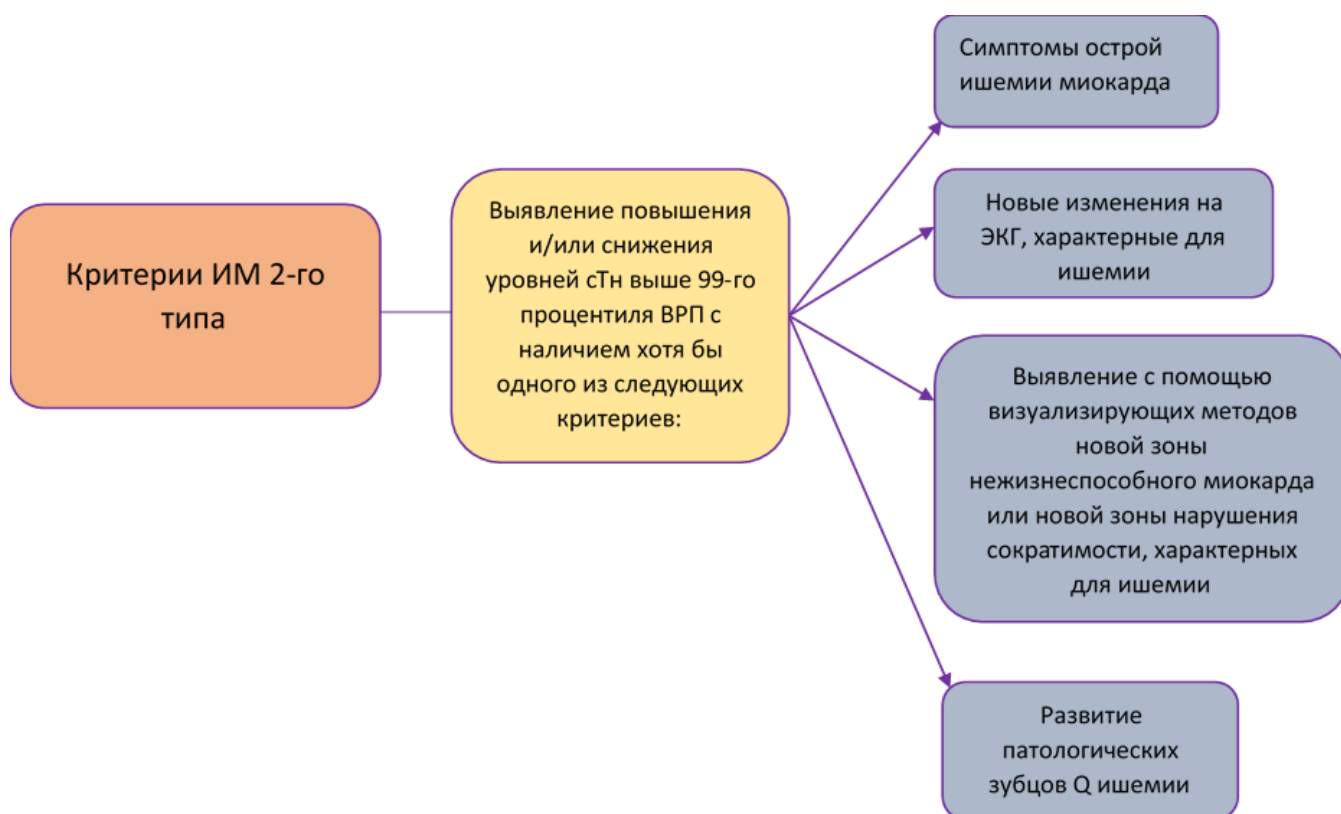 Критерии ИМ 2-го
типа
Выявление повышения
и/или снижения
уровней сТн выше 99-го
процентиля ВРП с
наличием хотя бы
одного из следующих
критериев:
Симптомы острой
ишемии миокарда
Новые изменения на
ЭКГ, характерные для
ишемии
Выявление с помощью
визуализирующих методов
новой зоны
нежизнеспособного миокарда
или новой зоны нарушения
сократимости, характерных
для ишемии
Развитие
патологических
зубцов Q ишемии